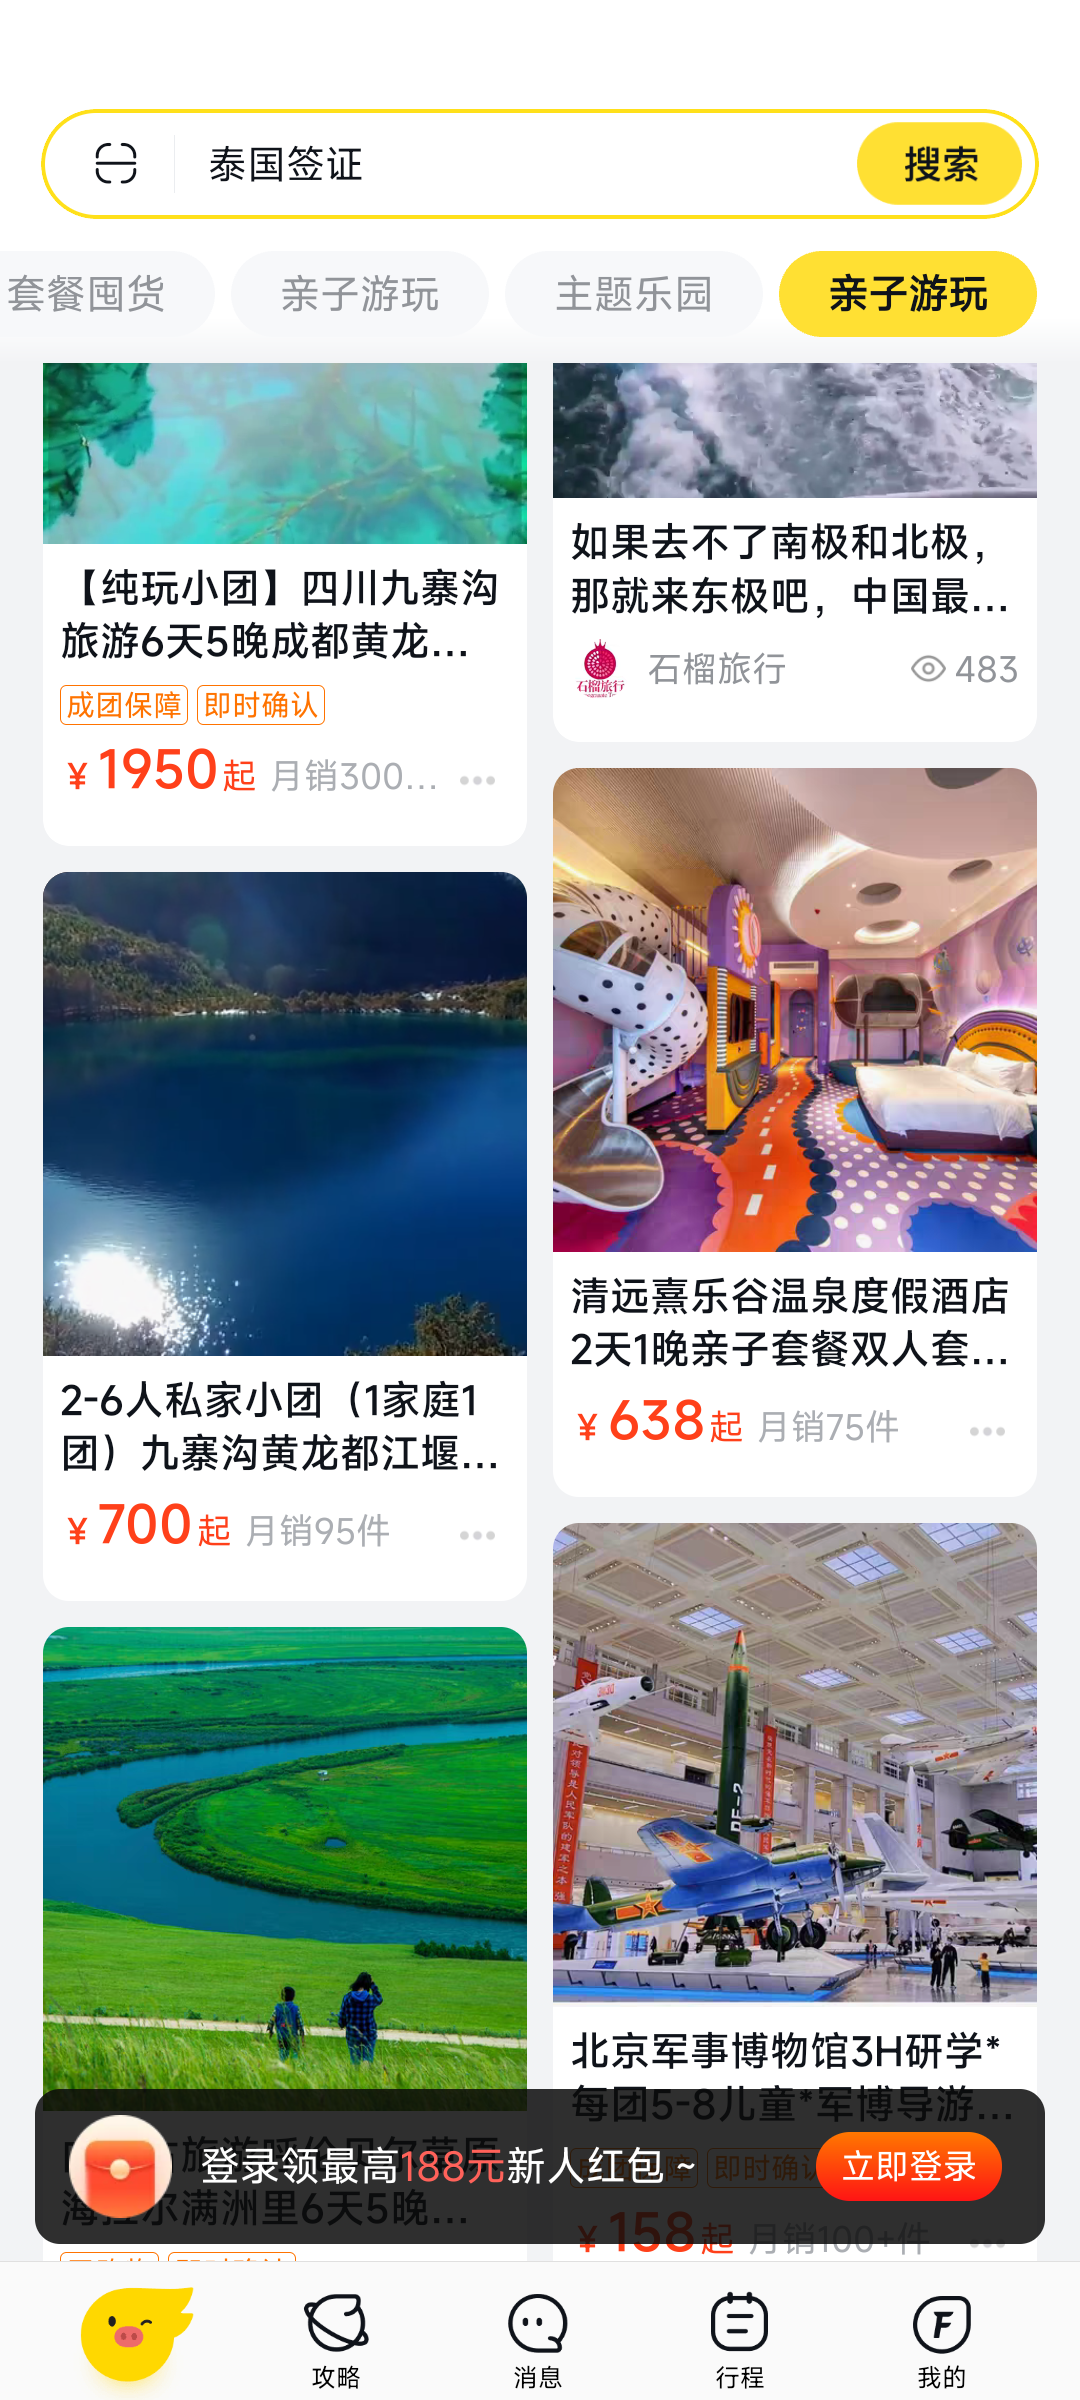 泰国签证
搜索
套餐囤货
亲子游玩
主题乐园
亲子游玩
【纯玩小团】四川九寨沟
旅游6天5晚成都黄龙...
成团保障 即时确认
¥1950起 月销300...
如果去不了南极和北极，
那就来东极吧，中国最...
石榴旅行
石榴旅行
483
2-6人私家小团（1家庭1
团）九寨沟黄龙都江堰...
¥700起 月销95件
清远熹乐谷温泉度假酒店
2天1晚亲子套餐双人套...
¥638起 月销75件
DF-2
北京军事博物馆3H研学*
每团5-8儿童*军博导游...
即时确认
¥158起 月销100+件
海拉尔满洲里6天5晚...
登录领最高188元新人红包~
立即登录
攻略
消息
行程
我的